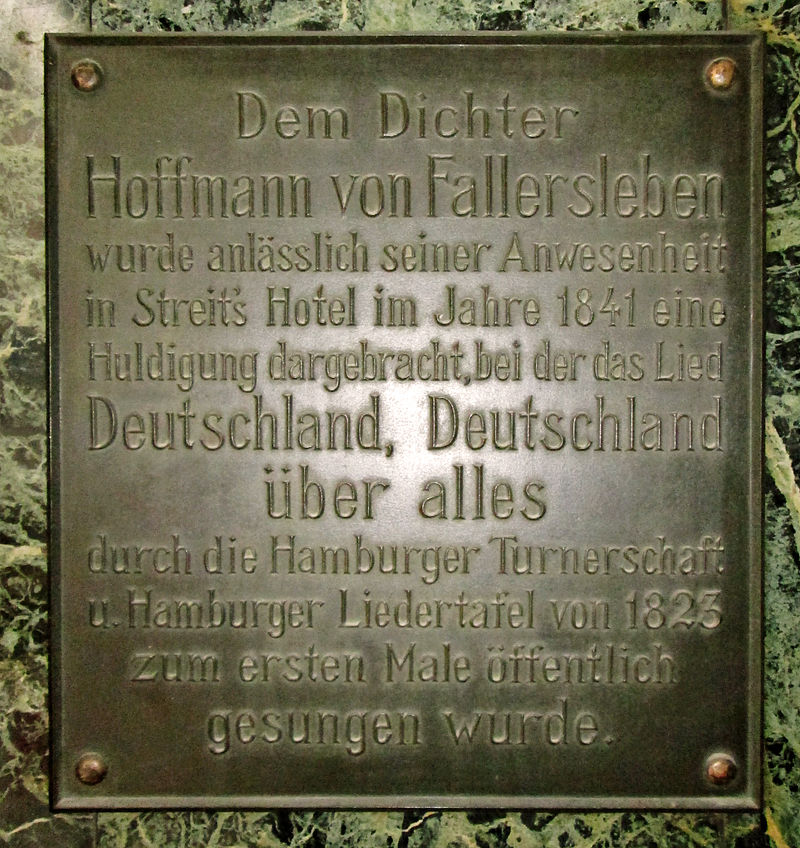 Dem Dichter
Hoffmann von Fallersleben
wurde anlässlich seiner Anwesenheit
in Streit's Hotel im Jahre 1841 eine
Huldigung dargebracht, bei der das Lied
Deutschland, Deutschland
über alles
durch die Hamburger Turnerschaft
u. Hamburger Liedertafel von 1823
zum ersten Male öffentlich
gesungen wurde.